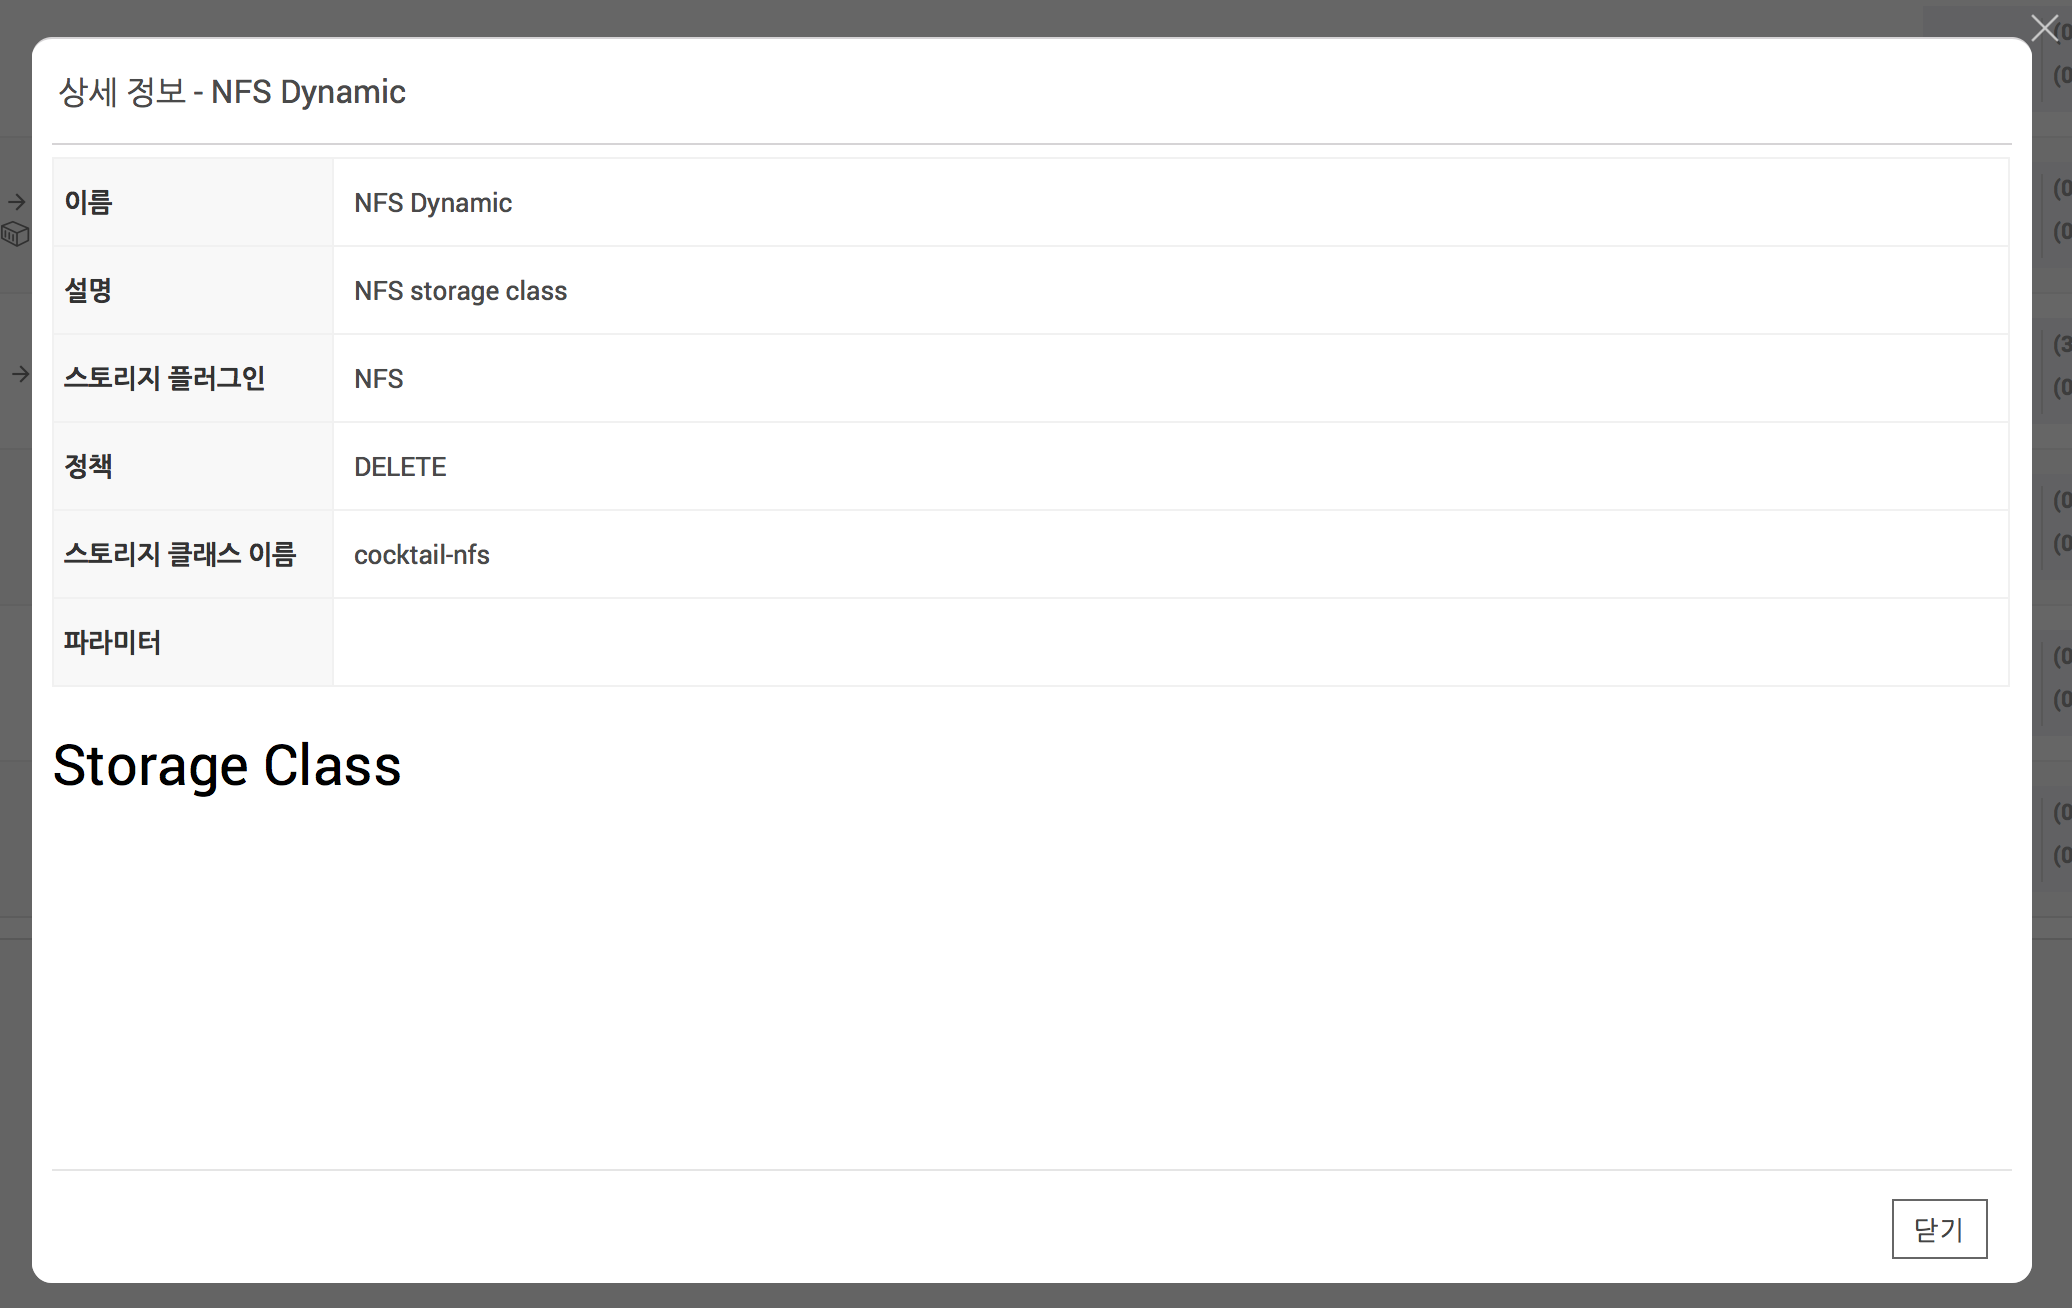 상세 정보 - NFS Dynamic
이름 NFS Dynamic
설명 NFS storage class
스토리지 플러그인 NFS
정책 DELETE
스토리지 클래스 이름 cocktail-nfs
파라미터
Storage Class
닫기